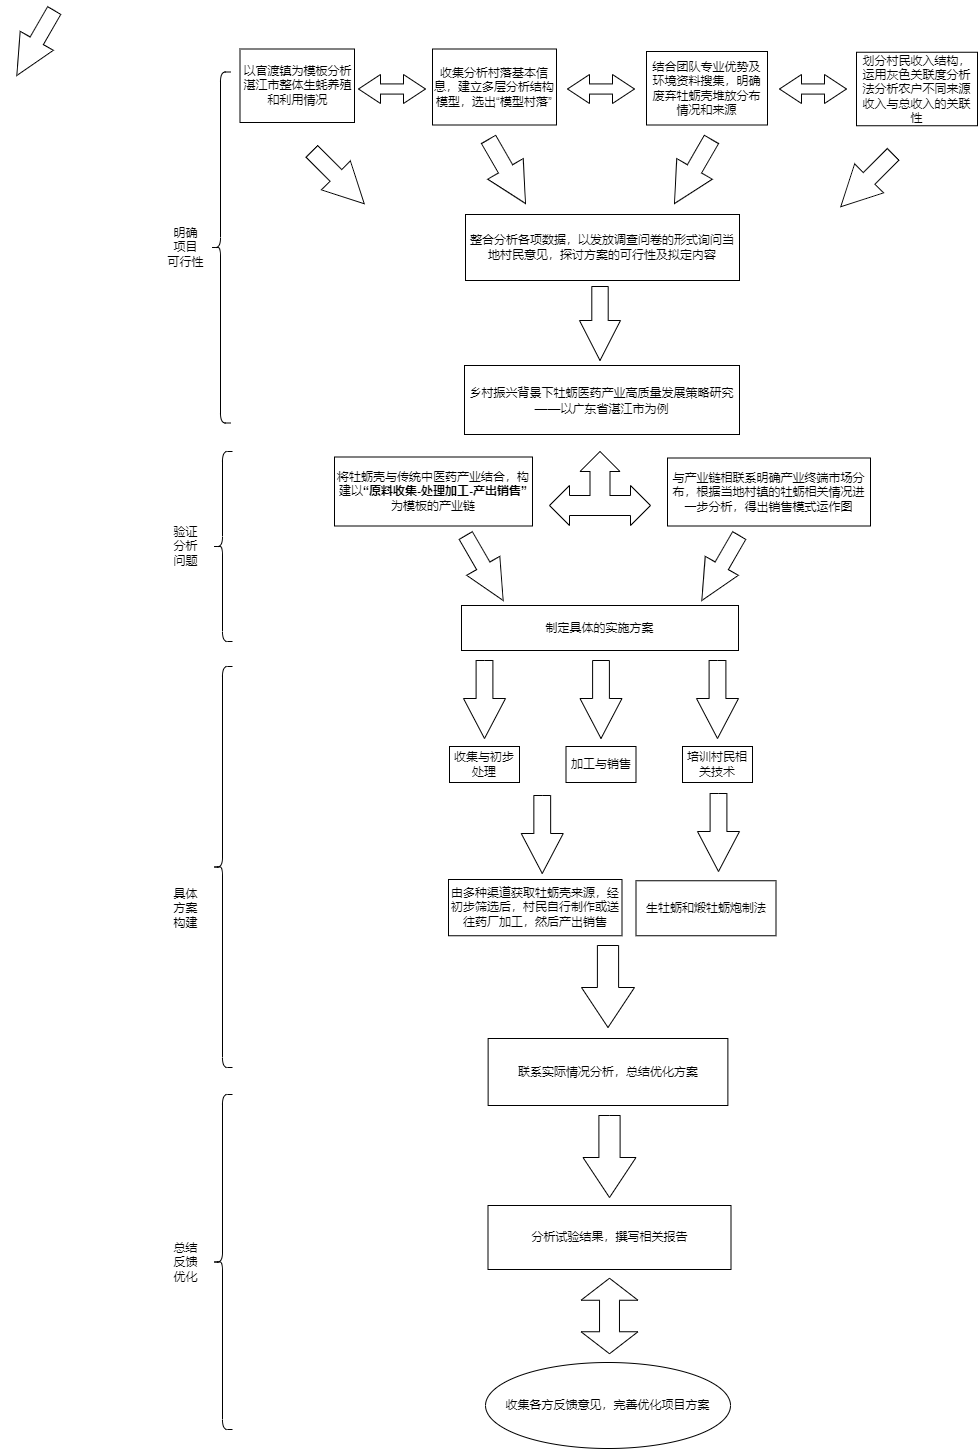 以官渡镇为模板分析
湛江市整体生蚝养殖
和利用情况
收集分析村落基本信
息，建立多层分析结构
模型，选出“模型村落”
结合团队专业优势及
环境资料搜集，明确
废弃牡蛎壳堆放分布
情况和来源
划分村民收入结构，
运用灰色关联度分析
法分析农户不同来源
收入与总收入的关联
性
明确
项目
可行性
整合分析各项数据，以发放调查问卷的形式询问当
地村民意见，探讨方案的可行性及拟定内容
乡村振兴背景下牡蛎医药产业高质量发展策略研究
——以广东省湛江市为例
验证
分析
问题
将牡蛎壳与传统中医药产业结合，构
建以“原料收集-处理加工-产出销售”
为模板的产业链
与产业链相联系明确产业终端市场分
布，根据当地村镇的牡蛎相关情况进
一步分析，得出销售模式运作图
制定具体的实施方案
收集与初步
处理
加工与销售
培训村民相
关技术
具体
方案
构建
由多种渠道获取牡蛎壳来源，经
初步筛选后，村民自行制作或送
往药厂加工，然后产出销售
生牡蛎和煅牡蛎炮制法
联系实际情况分析，总结优化方案
总结
反馈
优化
分析试验结果，撰写相关报告
收集各方反馈意见，完善优化项目方案